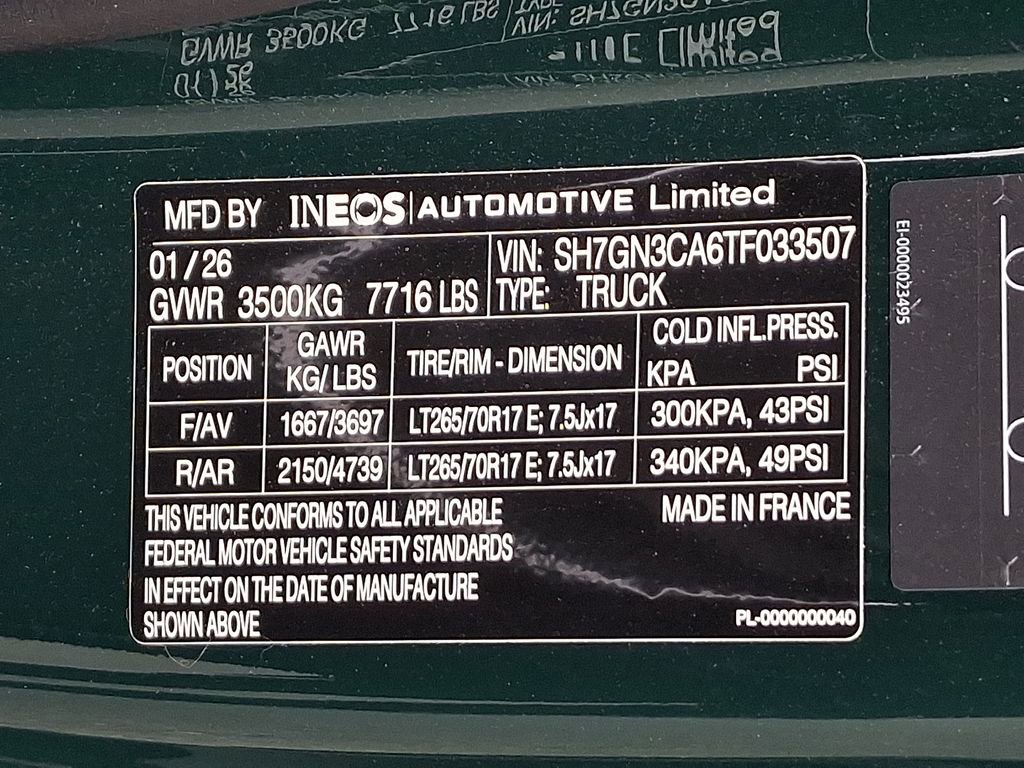 MFD BY INEOS | AUTOMOTIVE Limited
01/26
GVWR 3500KG 7716 LBS
VIN: SH7GN3CA6TF033507
TYPE: TRUCK
POSITION GAWR KG/LBS TIRE/RIM - DIMENSION COLD INFL.PRESS. KPA PSI
F/AV 1667/3697 LT265/70R17 E; 7.5Jx17 300KPA, 43PSI
R/AR 2150/4739 LT265/70R17 E; 7.5Jx17 340KPA, 49PSI
THIS VEHICLE CONFORMS TO ALL APPLICABLE
FEDERAL MOTOR VEHICLE SAFETY STANDARDS
IN EFFECT ON THE DATE OF MANUFACTURE
SHOWN ABOVE
MADE IN FRANCE
PL-0000000040
EI-0000023495